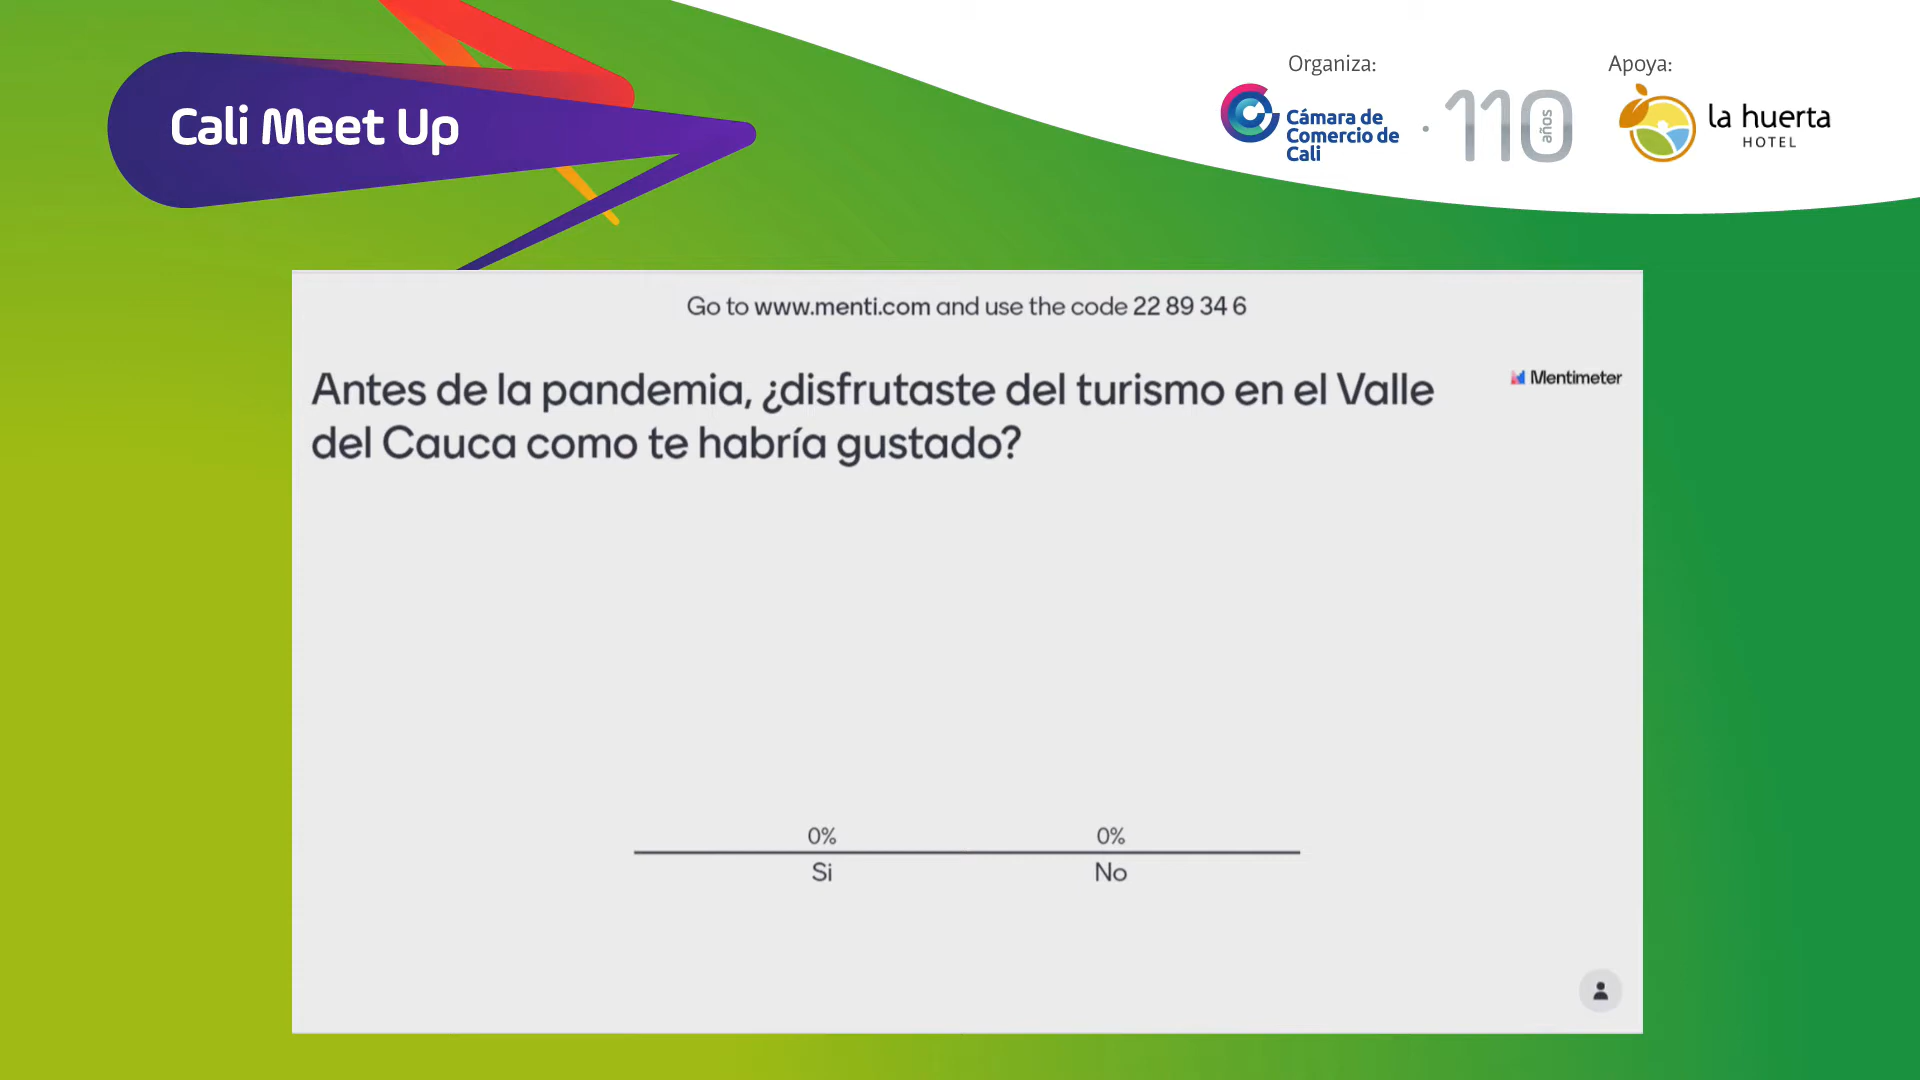 Cali Meet Up
Organiza:
Cámara de
Comercio de
Cali
110
años
Apoya:
la huerta
HOTEL
Go to www.menti.com and use the code 22 89 34 6
Antes de la pandemia, ¿disfrutaste del turismo en el Valle
del Cauca como te habría gustado?
Mentimeter
0%
0%
Si
No